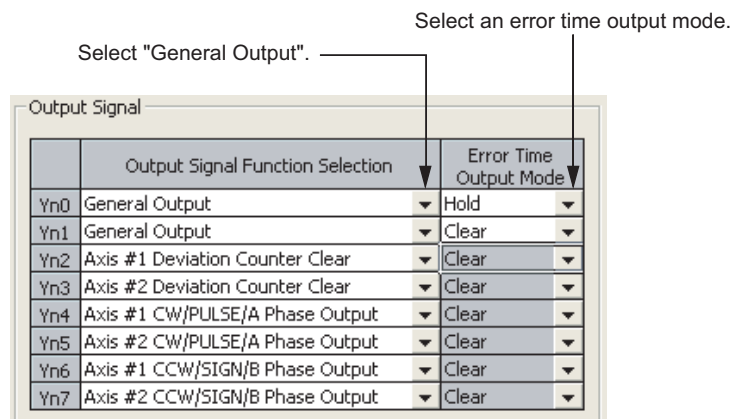 Select an error time output mode.
Select "General Output".
Output Signal
Output Signal Function Selection
Error Time
Output Mode
Yn0 General Output Hold
Yn1 General Output Clear
Yn2 Axis #1 Deviation Counter Clear Clear
Yn3 Axis #2 Deviation Counter Clear Clear
Yn4 Axis #1 CW/PULSE/A Phase Output Clear
Yn5 Axis #2 CW/PULSE/A Phase Output Clear
Yn6 Axis #1 CCW/SIGN/B Phase Output Clear
Yn7 Axis #2 CCW/SIGN/B Phase Output Clear